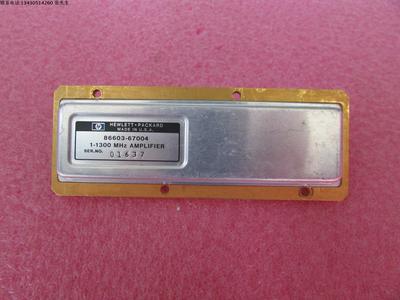 联系电话:13430514260 张先生
hp HEWLETT•PACKARD
MADE IN U.S.A.
86603-67004
1-1300 MHz AMPLIFIER
SER.NO. 01637